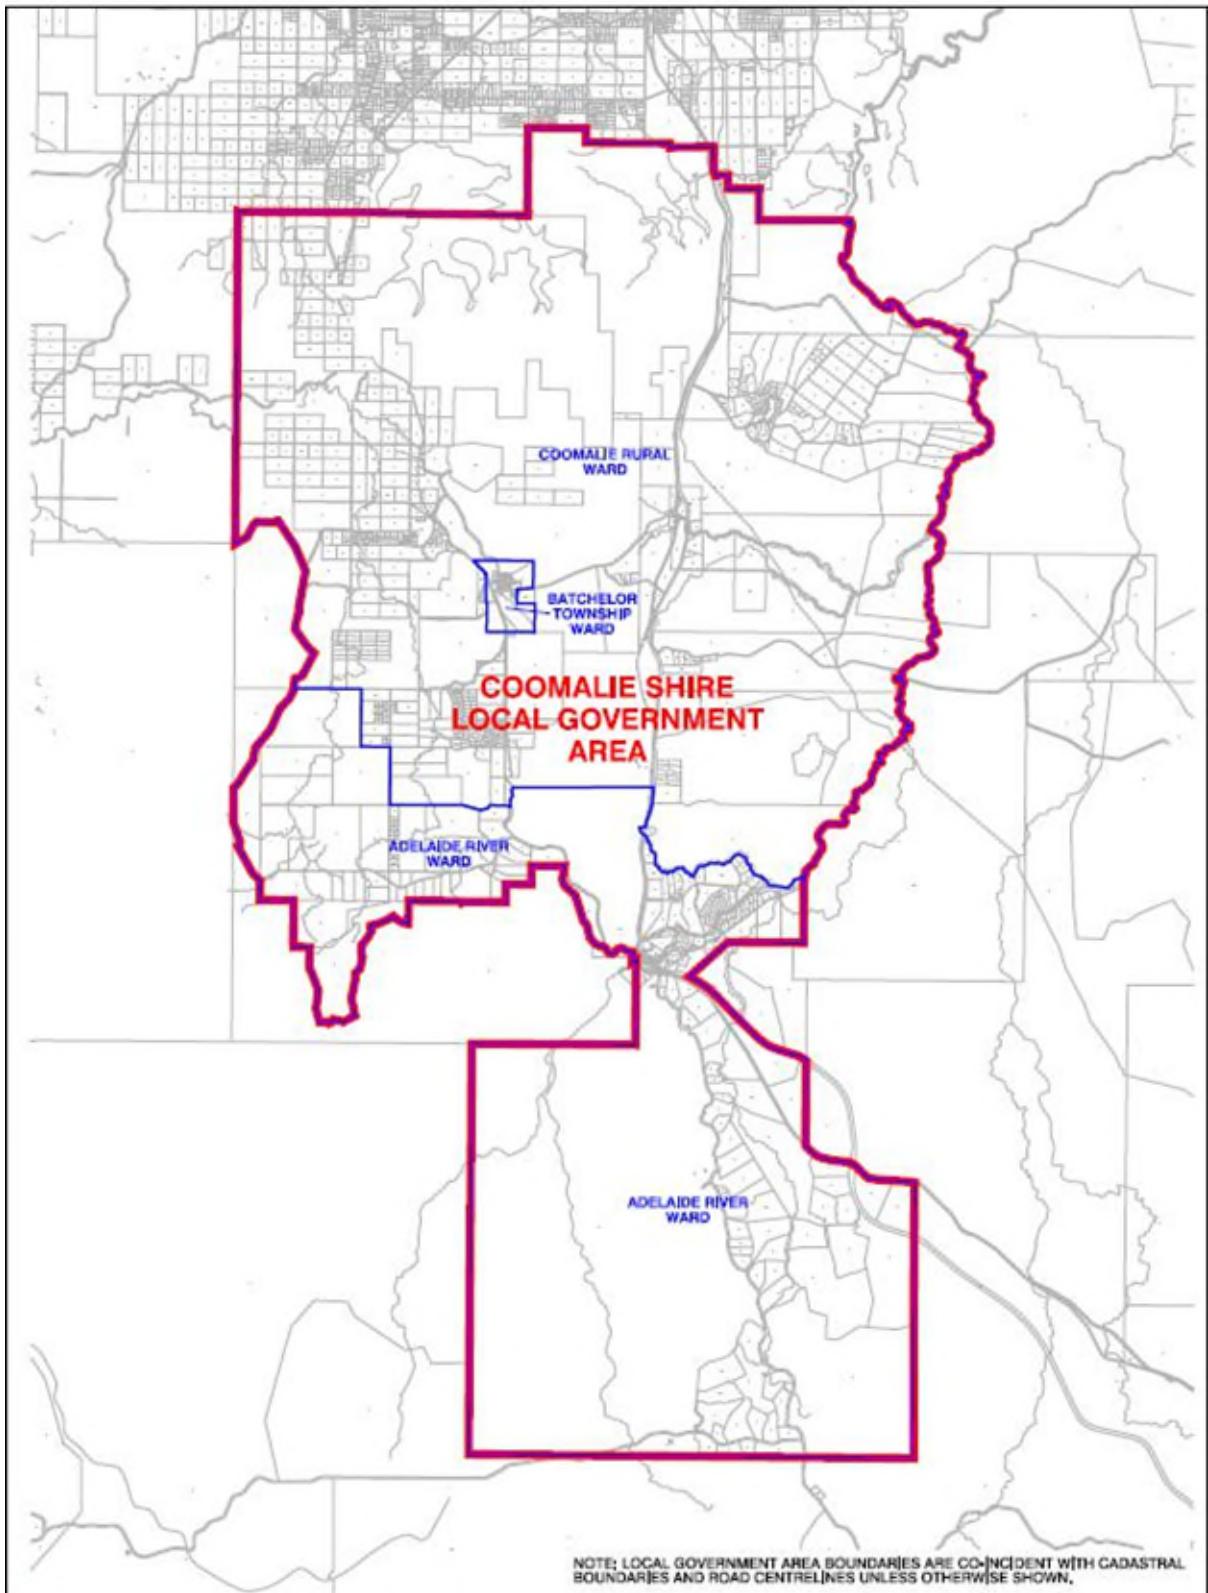 COOMALIE RURAL
WARD
BATCHELOR
TOWNSHIP
WARD
COOMALIE SHIRE
LOCAL GOVERNMENT
AREA
ADELAIDE RIVER
WARD
ADELAIDE RIVER
WARD
NOTE: LOCAL GOVERNMENT AREA BOUNDARIES ARE CO-INCIDENT WITH CADASTRAL
BOUNDARIES AND ROAD CENTRELINES UNLESS OTHERWISE SHOWN.